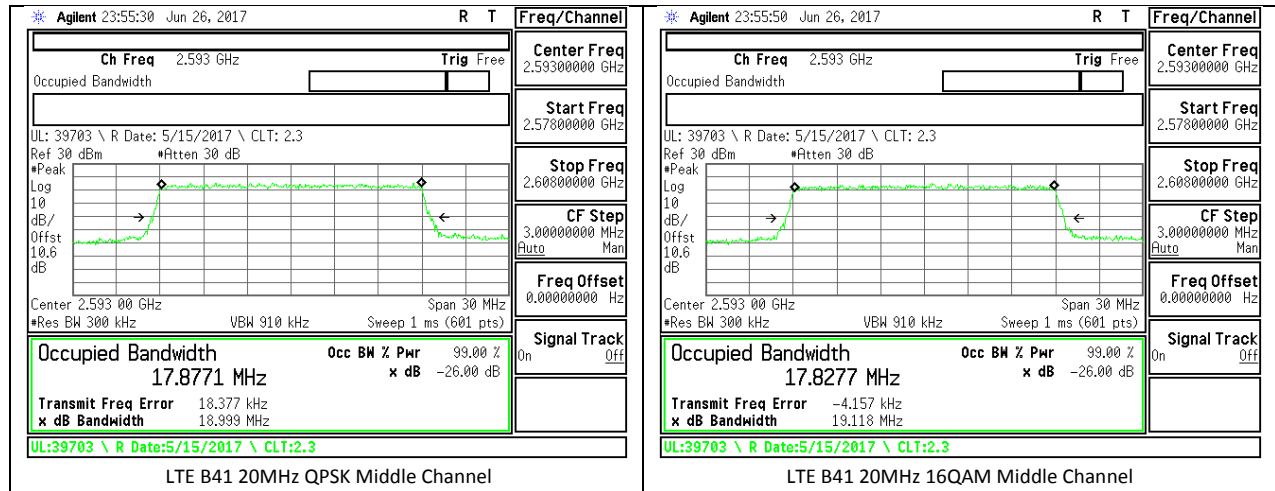 Agilent 23:55:30 Jun 26, 2017 R T
Freq/Channel
Ch Freq 2.593 GHz Trig Free
Occupied Bandwidth
Center Freq
2.59300000 GHz
Start Freq
2.57800000 GHz
UL: 39703 \ R Date: 5/15/2017 \ CLT: 2.3
Ref 30 dBm #Atten 30 dB
#Peak
Log
10
dB/
Offst
10.6
dB
Stop Freq
2.60800000 GHz
CF Step
3.00000000 MHz
Auto Man
Freq Offset
0.00000000 Hz
Center 2.593 00 GHz Span 30 MHz
#Res BW 300 kHz VBW 910 kHz Sweep 1 ms (601 pts)
Signal Track
On Off
Occupied Bandwidth Occ BW % Pwr 99.00 %
17.8771 MHz x dB -26.00 dB
Transmit Freq Error 18.377 kHz
x dB Bandwidth 18.999 MHz
UL:39703 \ R Date:5/15/2017 \ CLT:2.3
LTE B41 20MHz QPSK Middle Channel
Agilent 23:55:50 Jun 26, 2017 R T
Freq/Channel
Ch Freq 2.593 GHz Trig Free
Occupied Bandwidth
Center Freq
2.59300000 GHz
Start Freq
2.57800000 GHz
UL: 39703 \ R Date: 5/15/2017 \ CLT: 2.3
Ref 30 dBm #Atten 30 dB
#Peak
Log
10
dB/
Offst
10.6
dB
Stop Freq
2.60800000 GHz
CF Step
3.00000000 MHz
Auto Man
Freq Offset
0.00000000 Hz
Center 2.593 00 GHz Span 30 MHz
#Res BW 300 kHz VBW 910 kHz Sweep 1 ms (601 pts)
Signal Track
On Off
Occupied Bandwidth Occ BW % Pwr 99.00 %
17.8277 MHz x dB -26.00 dB
Transmit Freq Error -4.157 kHz
x dB Bandwidth 19.118 MHz
UL:39703 \ R Date:5/15/2017 \ CLT:2.3
LTE B41 20MHz 16QAM Middle Channel